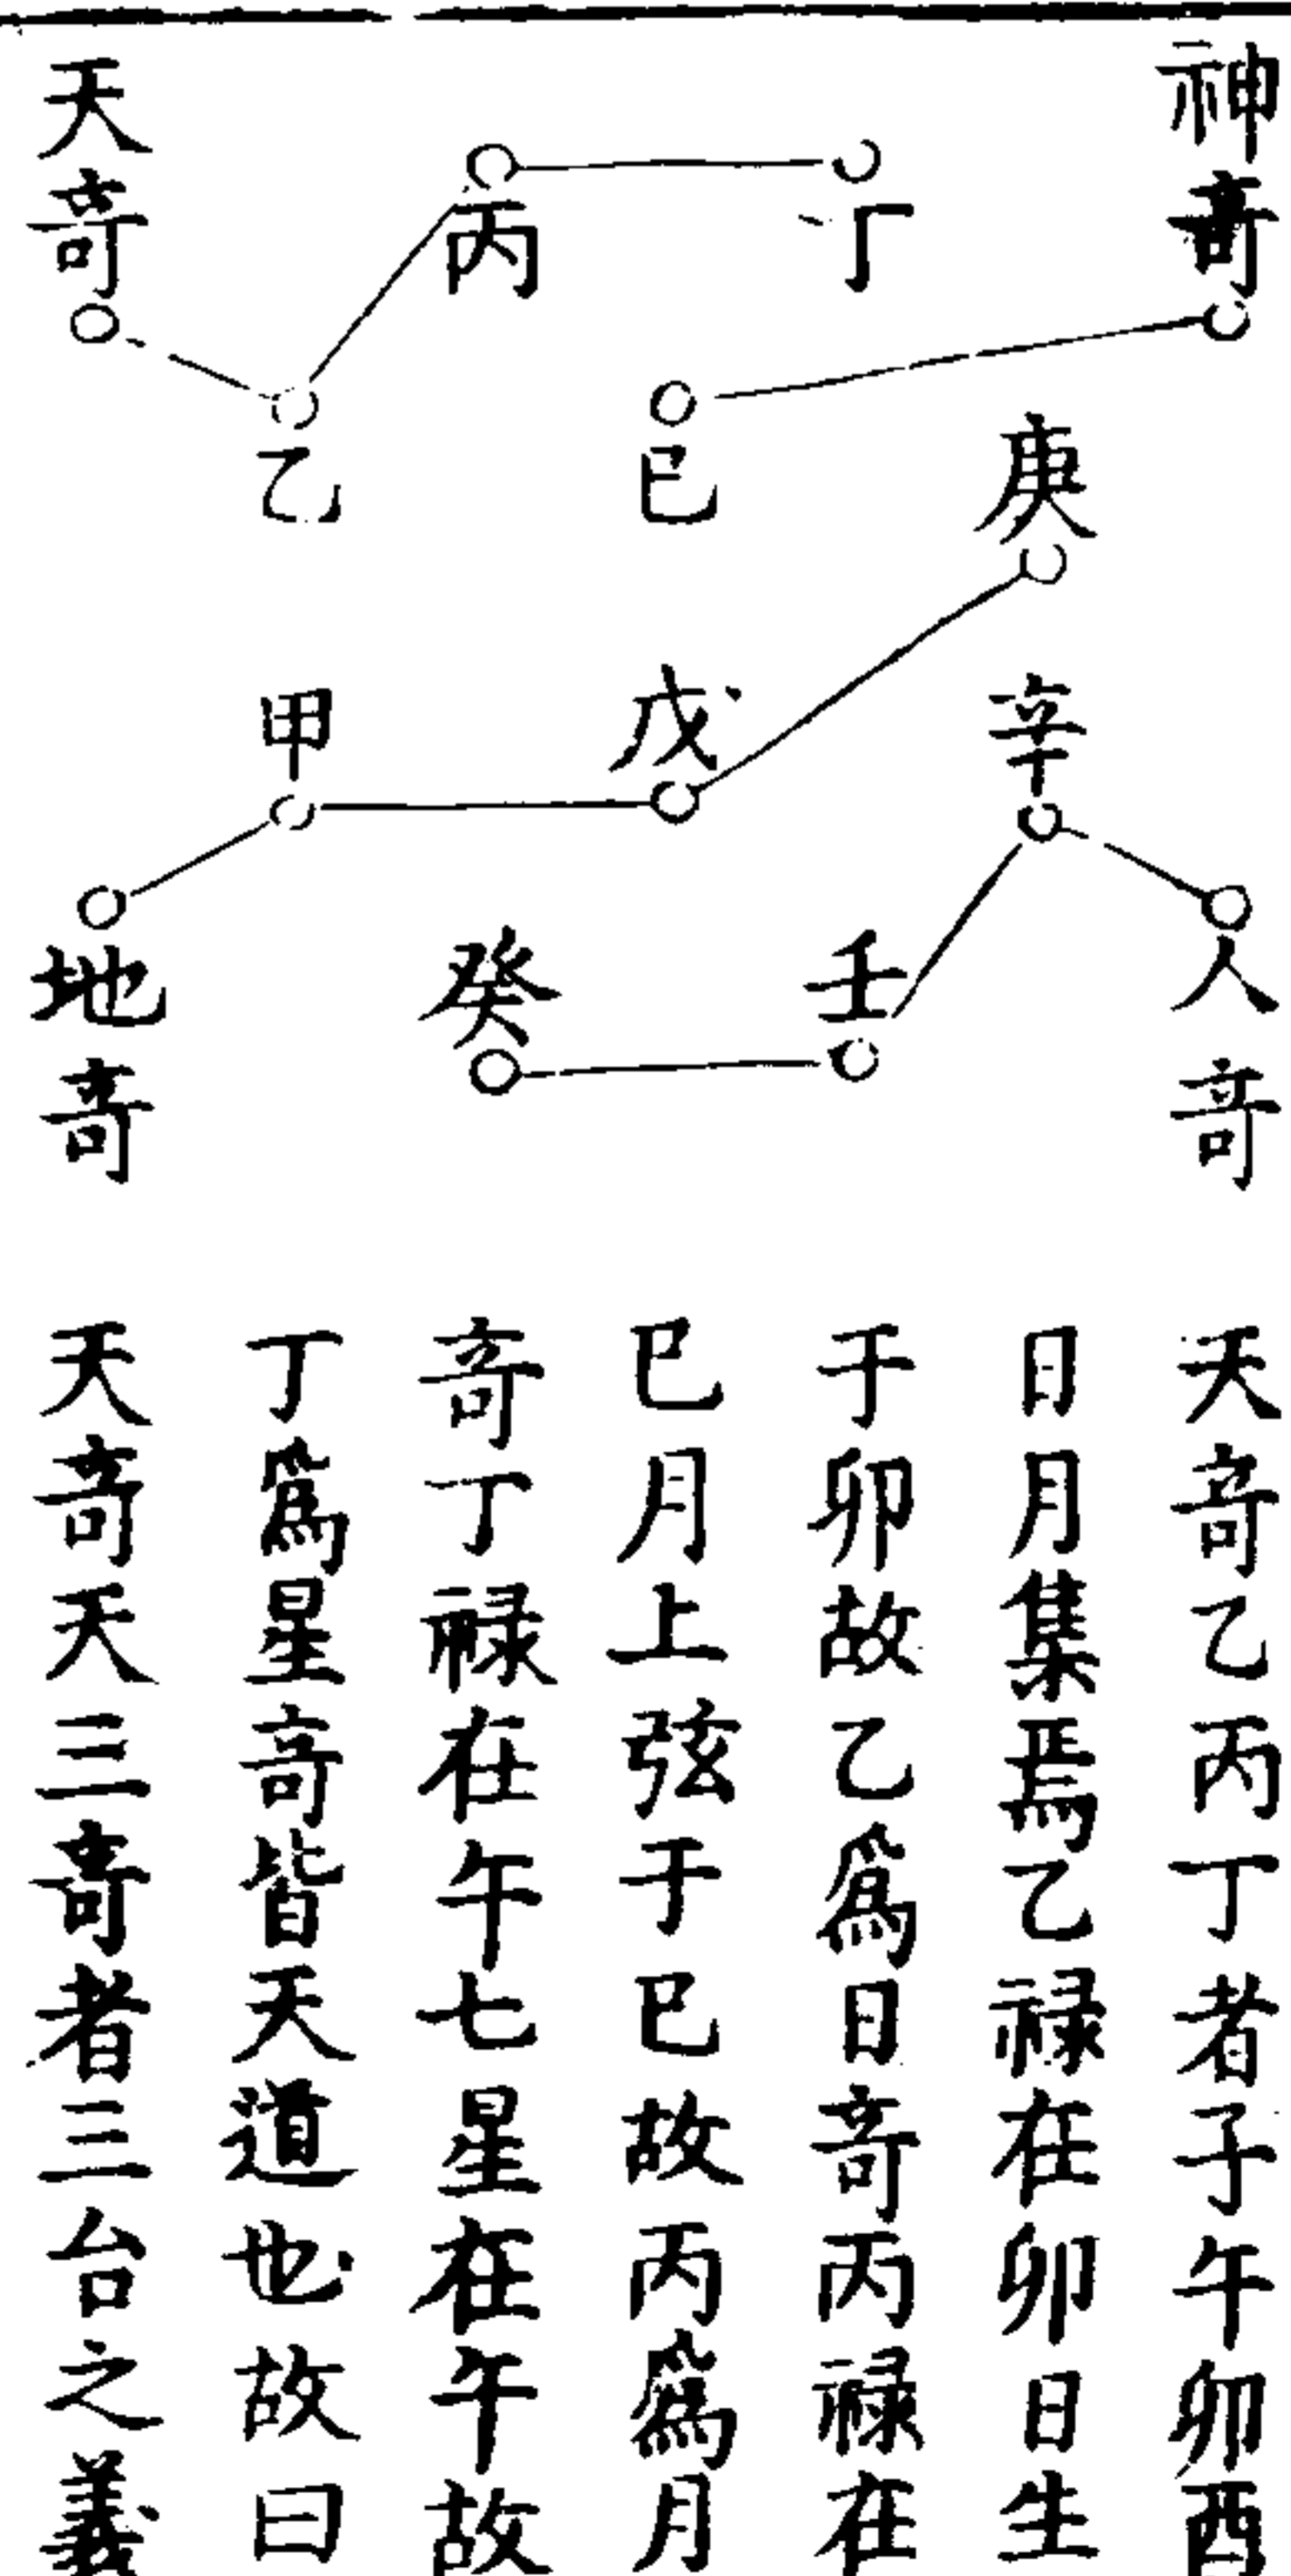 神奇
丁
丙
天奇
乙
巳
庚
甲
戊
辛
地奇
癸
壬
人奇
天奇乙丙丁者子午卯酉
日月集焉乙禄在卯日生
于卯故乙爲日奇丙禄在
巳月上弦于巳故丙爲月
奇丁禄在午七星在午故
丁爲星奇皆天道也故曰
天奇天三奇者三台之義